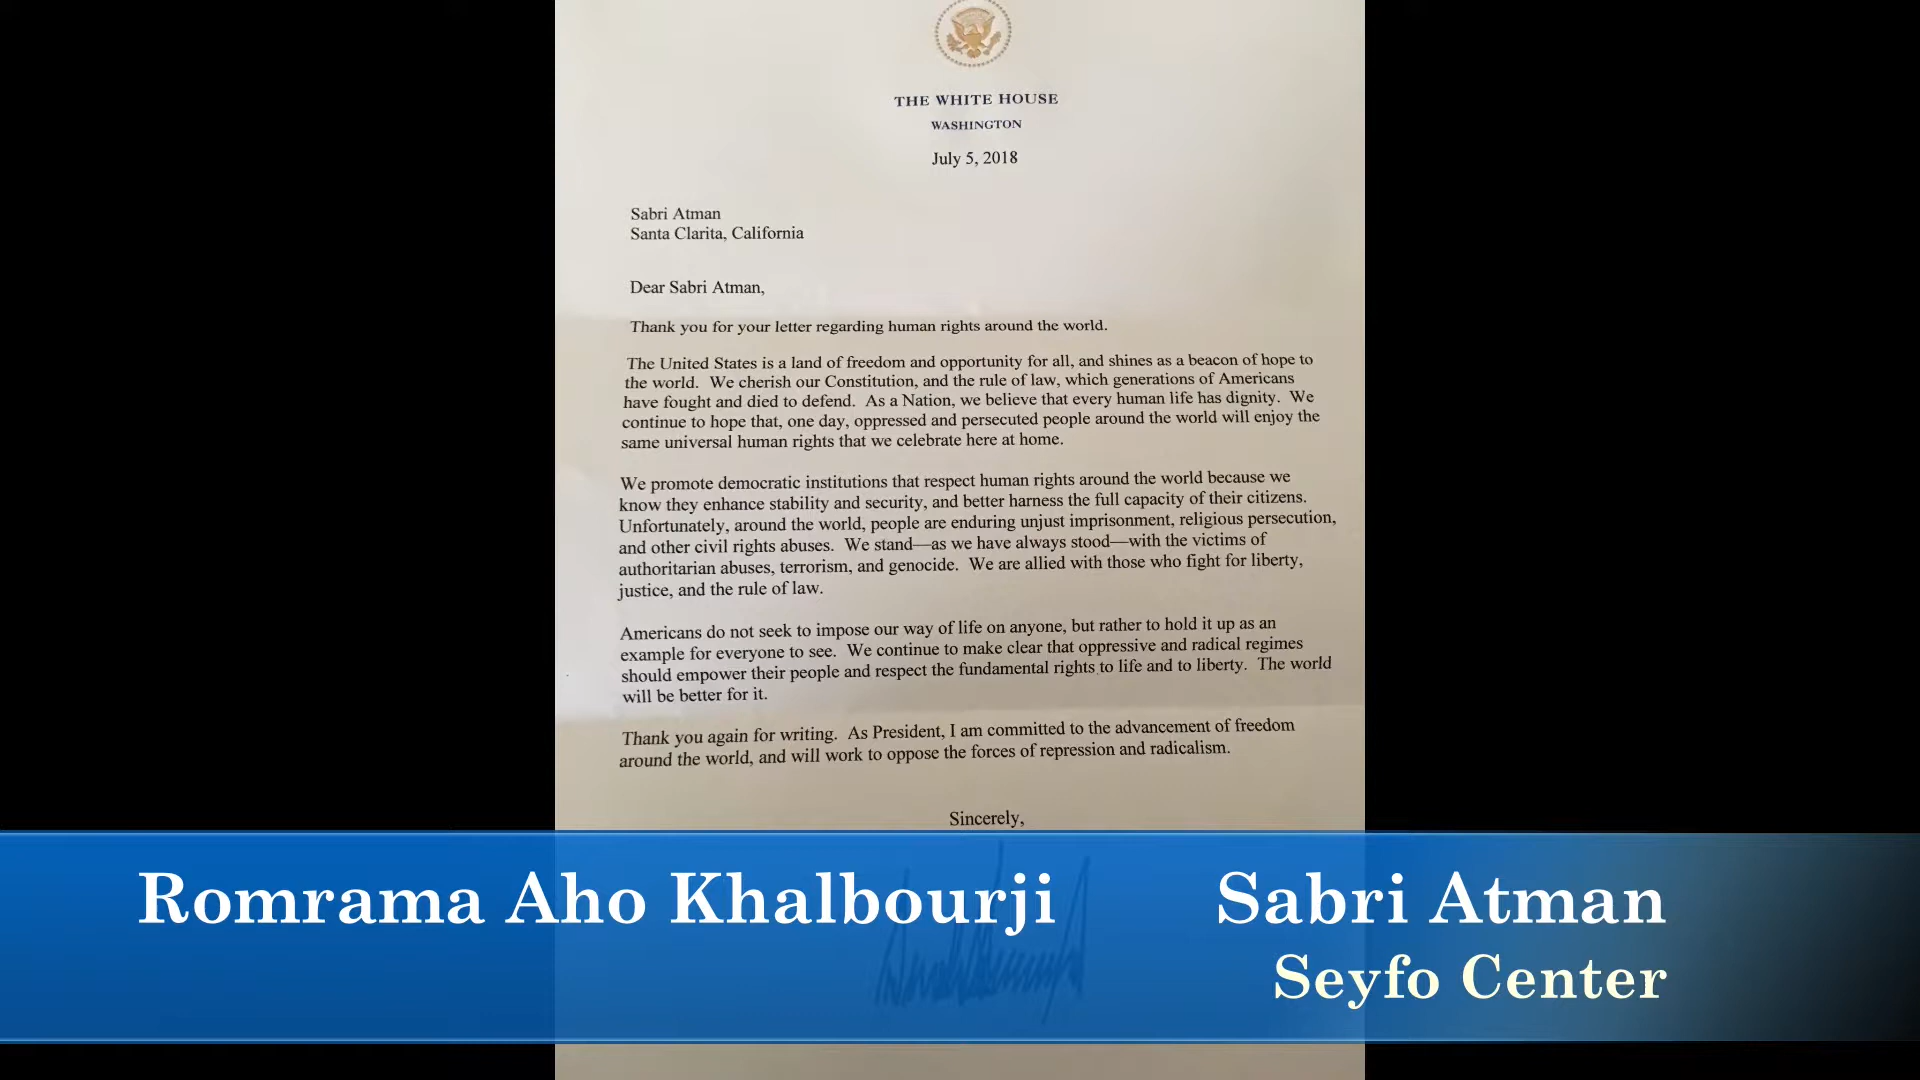 THE WHITE HOUSE
WASHINGTON
July 5, 2018
Sabri Atman
Santa Clarita, California
Dear Sabri Atman,
Thank you for your letter regarding human rights around the world.
The United States is a land of freedom and opportunity for all, and shines as a beacon of hope to
the world. We cherish our Constitution, and the rule of law, which generations of Americans
have fought and died to defend. As a Nation, we believe that every human life has dignity. We
continue to hope that, one day, oppressed and persecuted people around the world will enjoy the
same universal human rights that we celebrate here at home.
We promote democratic institutions that respect human rights around the world because we
know they enhance stability and security, and better harness the full capacity of their citizens.
Unfortunately, around the world, people are enduring unjust imprisonment, religious persecution,
and other civil rights abuses. We stand—as we have always stood—with the victims of
authoritarian abuses, terrorism, and genocide. We are allied with those who fight for liberty,
justice, and the rule of law.
Americans do not seek to impose our way of life on anyone, but rather to hold it up as an
example for everyone to see. We continue to make clear that oppressive and radical regimes
should empower their people and respect the fundamental rights to life and to liberty. The world
will be better for it.
Thank you again for writing. As President, I am committed to the advancement of freedom
around the world, and will work to oppose the forces of repression and radicalism.
Sincerely,
Romrama Aho Khalbourji
Sabri Atman
Seyfo Center